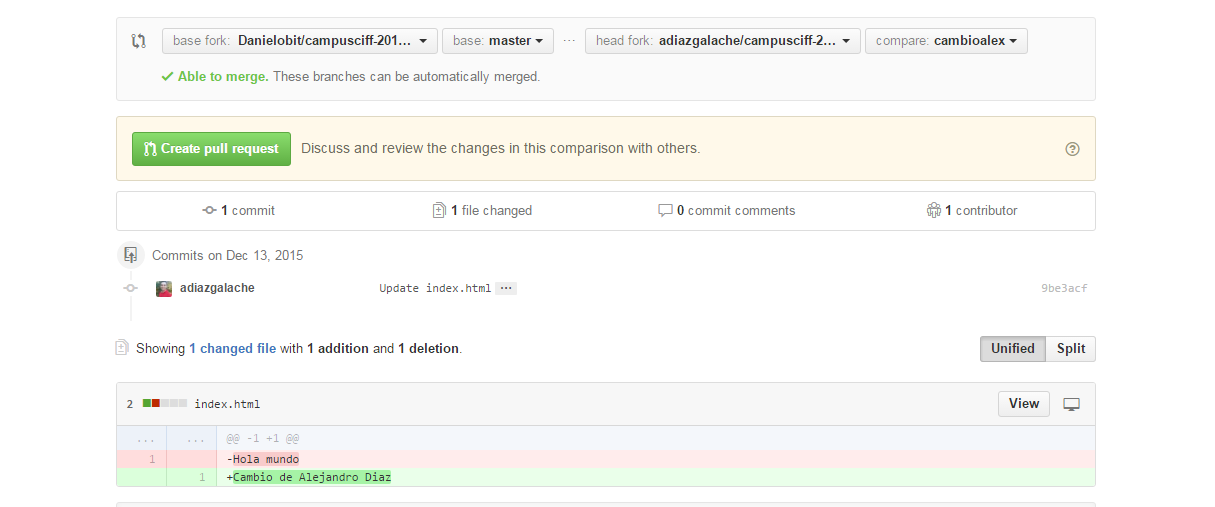 base fork: Danielobit/campusciff-201... base: master ... head fork: adiazgalache/campusciff-2... compare: cambioalex
Able to merge. These branches can be automatically merged.
Create pull request Discuss and review the changes in this comparison with others.
1 commit 1 file changed 0 commit comments 1 contributor
Commits on Dec 13, 2015
adiazgalache Update index.html ... 9be3acf
Showing 1 changed file with 1 addition and 1 deletion. Unified Split
2 index.html View
... ... @@ -1 +1 @@
1 -Hola mundo
1 +Cambio de Alejandro Diaz